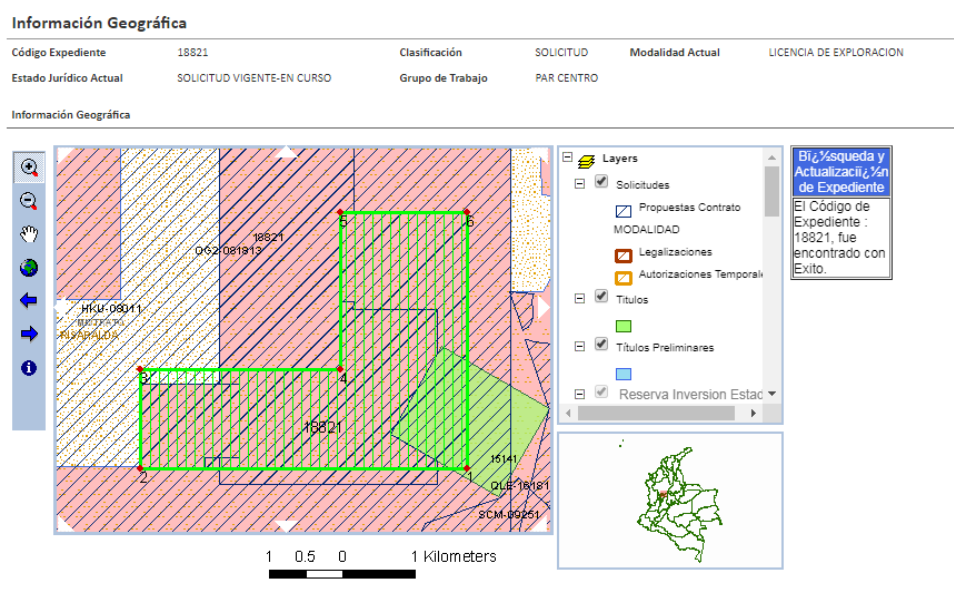 Información Geográfica
Código Expediente 18821 Clasificación SOLICITUD Modalidad Actual LICENCIA DE EXPLORACION
Estado Jurídico Actual SOLICITUD VIGENTE-EN CURSO Grupo de Trabajo PAR CENTRO
Información Geográfica
5 6
18821
OG2-081813
HKU-08011
MISTRATO
RISARALDA
3 4
18821
15141
2 1
QLE-16181
SCM-09251
1 0.5 0 1 Kilometers
Layers
Solicitudes
Propuestas Contrato
MODALIDAD
Legalizaciones
Autorizaciones Temporale
Titulos
Títulos Preliminares
Reserva Inversion Estad
Bï¿½squeda y
Actualizaciï¿½n
de Expediente
El Código de
Expediente :
18821, fue
encontrado con
Exito.